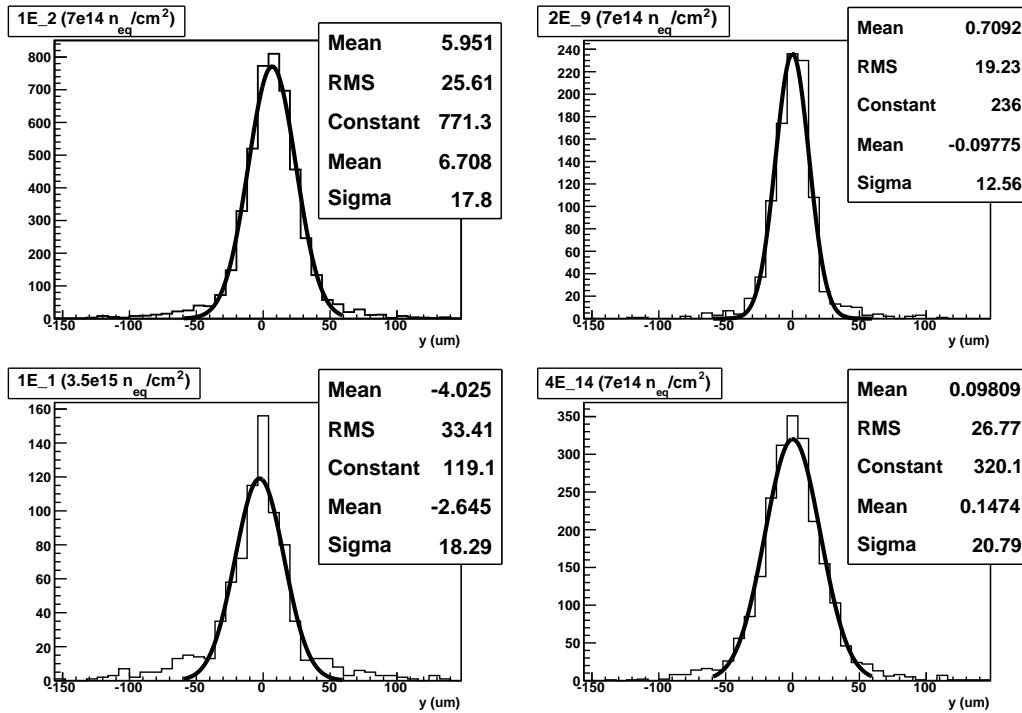 1E_2 (7e14 n_eq/cm²)
Mean 5.951
RMS 25.61
Constant 771.3
Mean 6.708
Sigma 17.8
800
700
600
500
400
300
200
100
0
-150 -100 -50 0 50 100
y (um)
2E_9 (7e14 n_eq/cm²)
Mean 0.7092
RMS 19.23
Constant 236
Mean -0.09775
Sigma 12.56
240
220
200
180
160
140
120
100
80
60
40
20
0
-150 -100 -50 0 50 100
y (um)
1E_1 (3.5e15 n_eq/cm²)
Mean -4.025
RMS 33.41
Constant 119.1
Mean -2.645
Sigma 18.29
160
140
120
100
80
60
40
20
0
-150 -100 -50 0 50 100
y (um)
4E_14 (7e14 n_eq/cm²)
Mean 0.09809
RMS 26.77
Constant 320.1
Mean 0.1474
Sigma 20.79
350
300
250
200
150
100
50
0
-150 -100 -50 0 50 100
y (um)